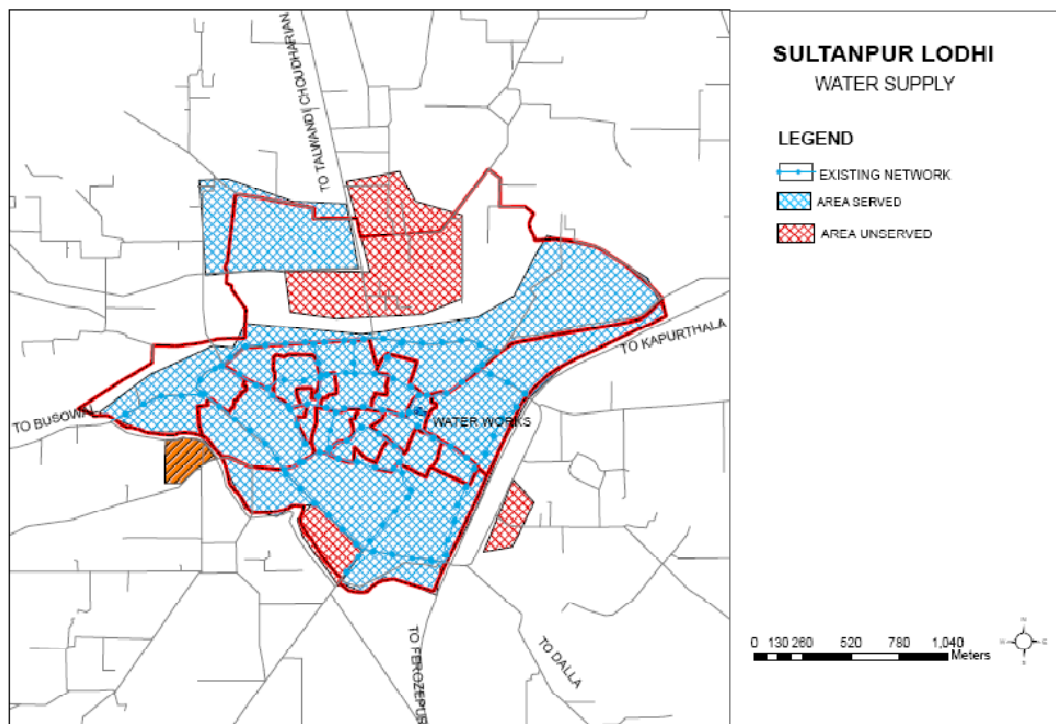 SULTANPUR LODHI
WATER SUPPLY
LEGEND
EXISTING NETWORK
AREA SERVED
AREA UNSERVED
TO TALWANDI CHOUDHARIAN
TO KAPURTHALA
WATER WORKS
TO BUSOWAL
TO FEROZEPUR
TO DALLA
0 130 260 520 780 1,040
Meters